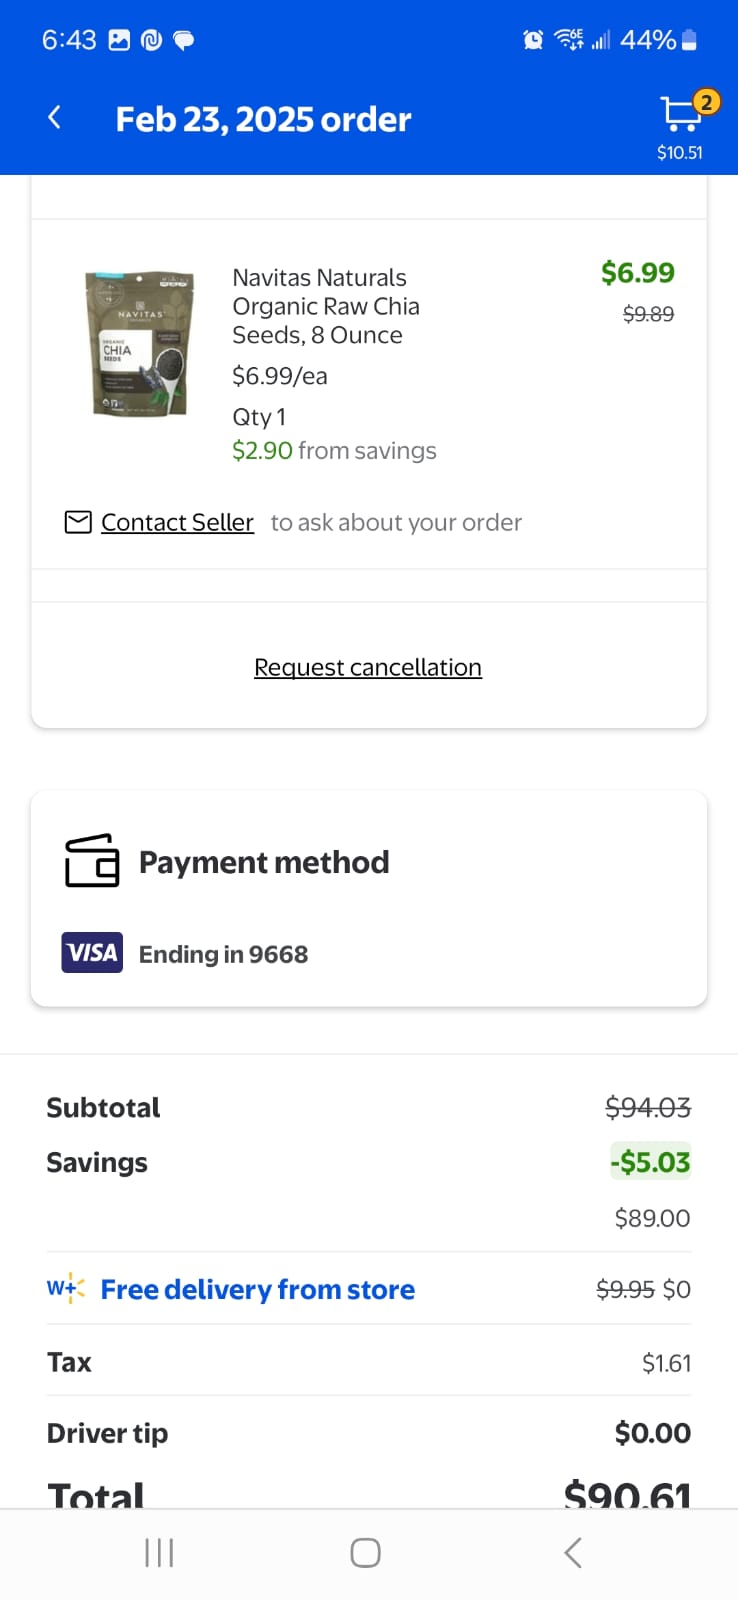 6:43
44%
Feb 23, 2025 order
2
$10.51
Navitas Naturals
Organic Raw Chia
Seeds, 8 Ounce
$6.99
$9.89
$6.99/ea
Qty 1
$2.90 from savings
NAVITAS
ORGANIC
CHIA
SEEDS
Contact Seller to ask about your order
Request cancellation
Payment method
VISA Ending in 9668
Subtotal $94.03
Savings -$5.03
$89.00
W+ Free delivery from store $9.95 $0
Tax $1.61
Driver tip $0.00
Total $90.61